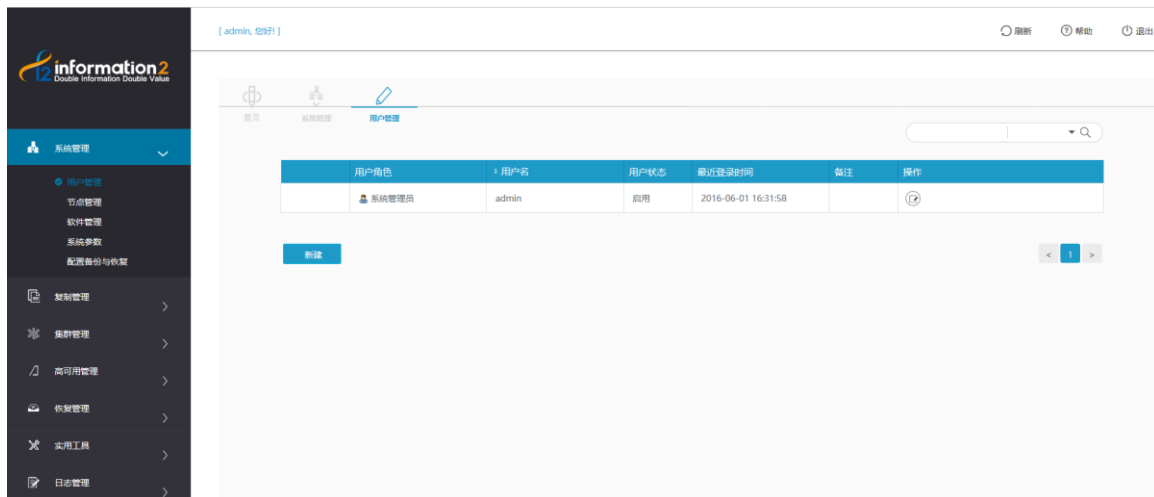 [ admin, 您好! ]
刷新
帮助
退出
information2
Double Information Double Value
首页
系统管理
用户管理
系统管理
用户管理
节点管理
软件管理
系统参数
配置备份与恢复
复制管理
集群管理
高可用管理
恢复管理
实用工具
日志管理
用户角色 用户名 用户状态 最近登录时间 备注 操作
系统管理员 admin 启用 2016-06-01 16:31:58
新建
< 1 >